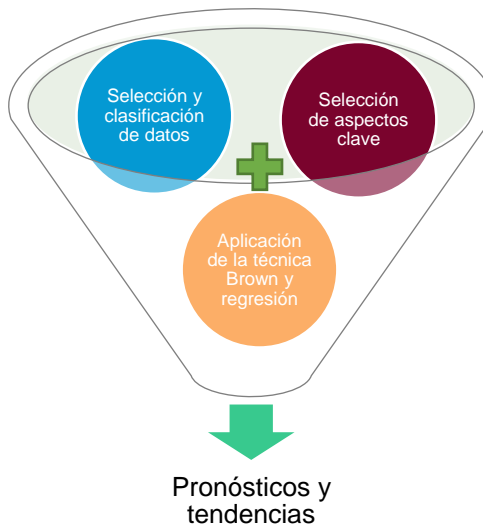 Selección y
clasificación
de datos
Selección
de aspectos
clave
Aplicación
de la técnica
Brown y
regresión
Pronósticos y
tendencias